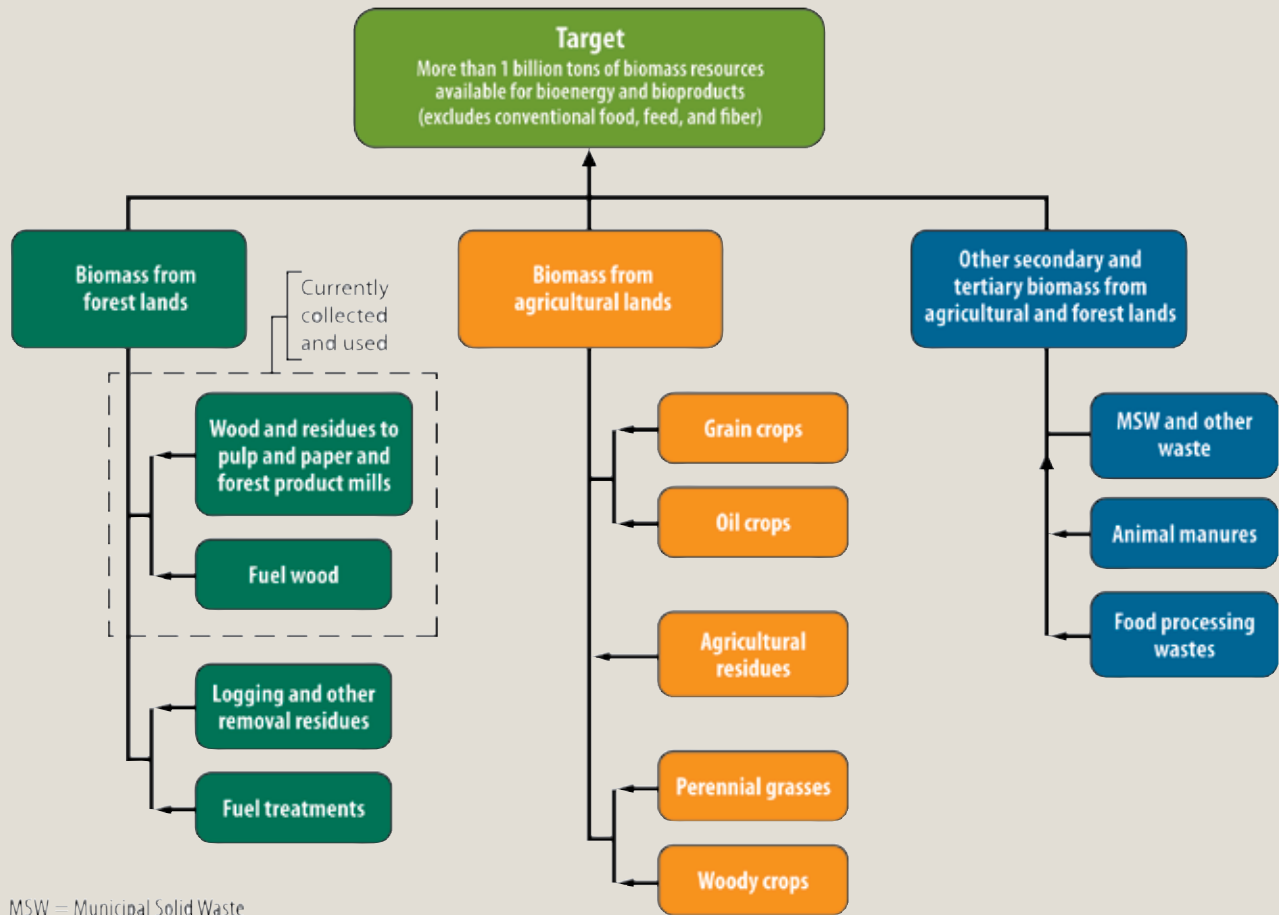 Target
More than 1 billion tons of biomass resources
available for bioenergy and bioproducts
(excludes conventional food, feed, and fiber)
Biomass from
forest lands
Currently
collected
and used
Wood and residues to
pulp and paper and
forest product mills
Fuel wood
Logging and other
removal residues
Fuel treatments
Biomass from
agricultural lands
Grain crops
Oil crops
Agricultural
residues
Perennial grasses
Woody crops
Other secondary and
tertiary biomass from
agricultural and forest lands
MSW and other
waste
Animal manures
Food processing
wastes
MSW = Municipal Solid Waste